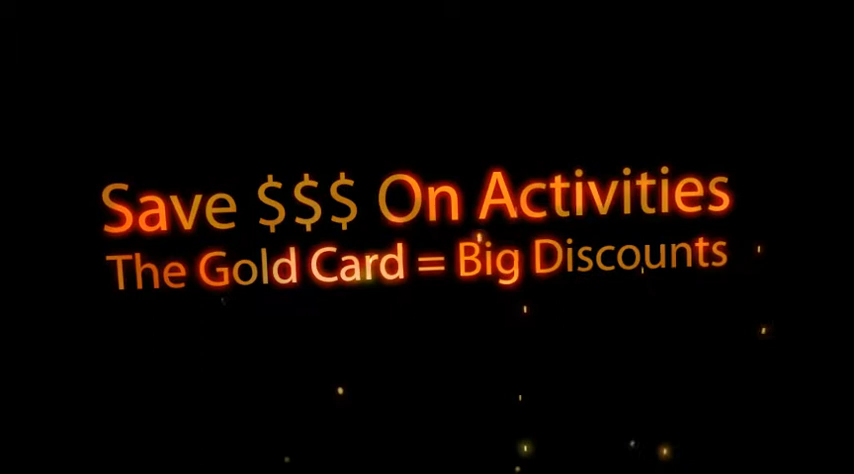 Save $$$ On Activities
The Gold Card = Big Discounts